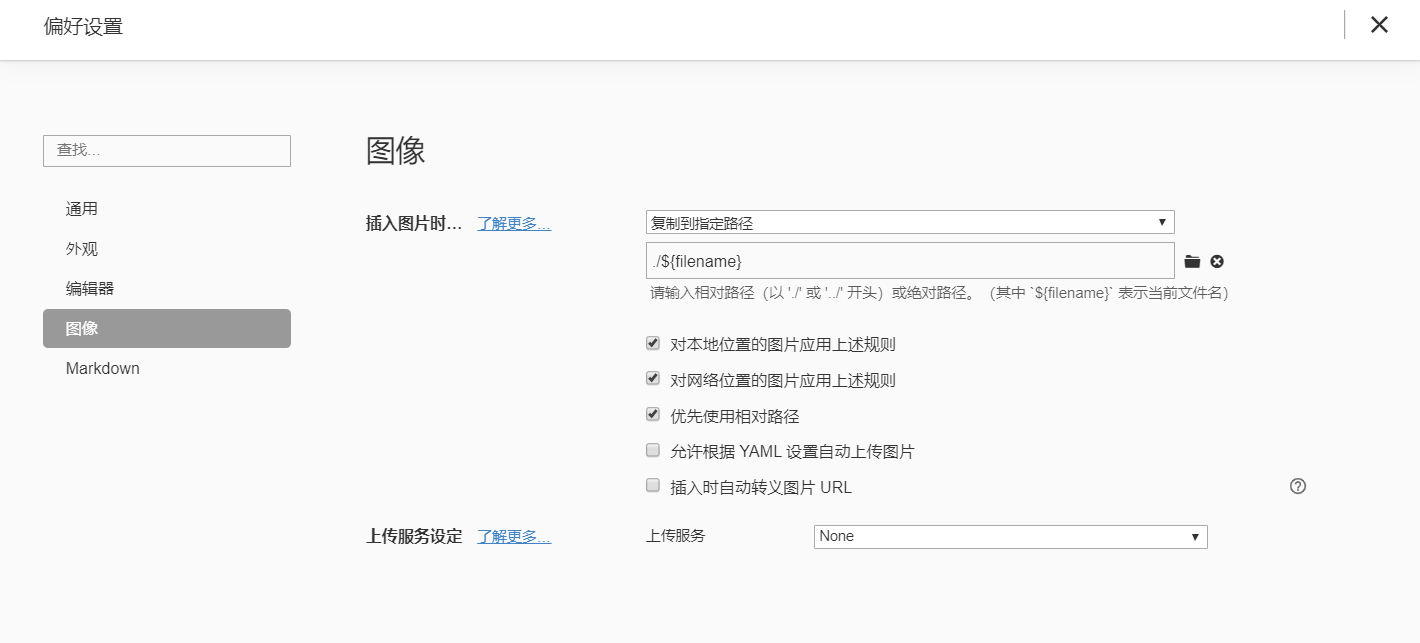 偏好设置
查找...
通用
外观
编辑器
图像
Markdown
图像
插入图片时... 了解更多...
复制到指定路径
./${filename}
请输入相对路径（以 './' 或 '../' 开头）或绝对路径。（其中 `${filename}` 表示当前文件名）
对本地位置的图片应用上述规则
对网络位置的图片应用上述规则
优先使用相对路径
允许根据 YAML 设置自动上传图片
插入时自动转义图片 URL
上传服务设定 了解更多... 上传服务 None